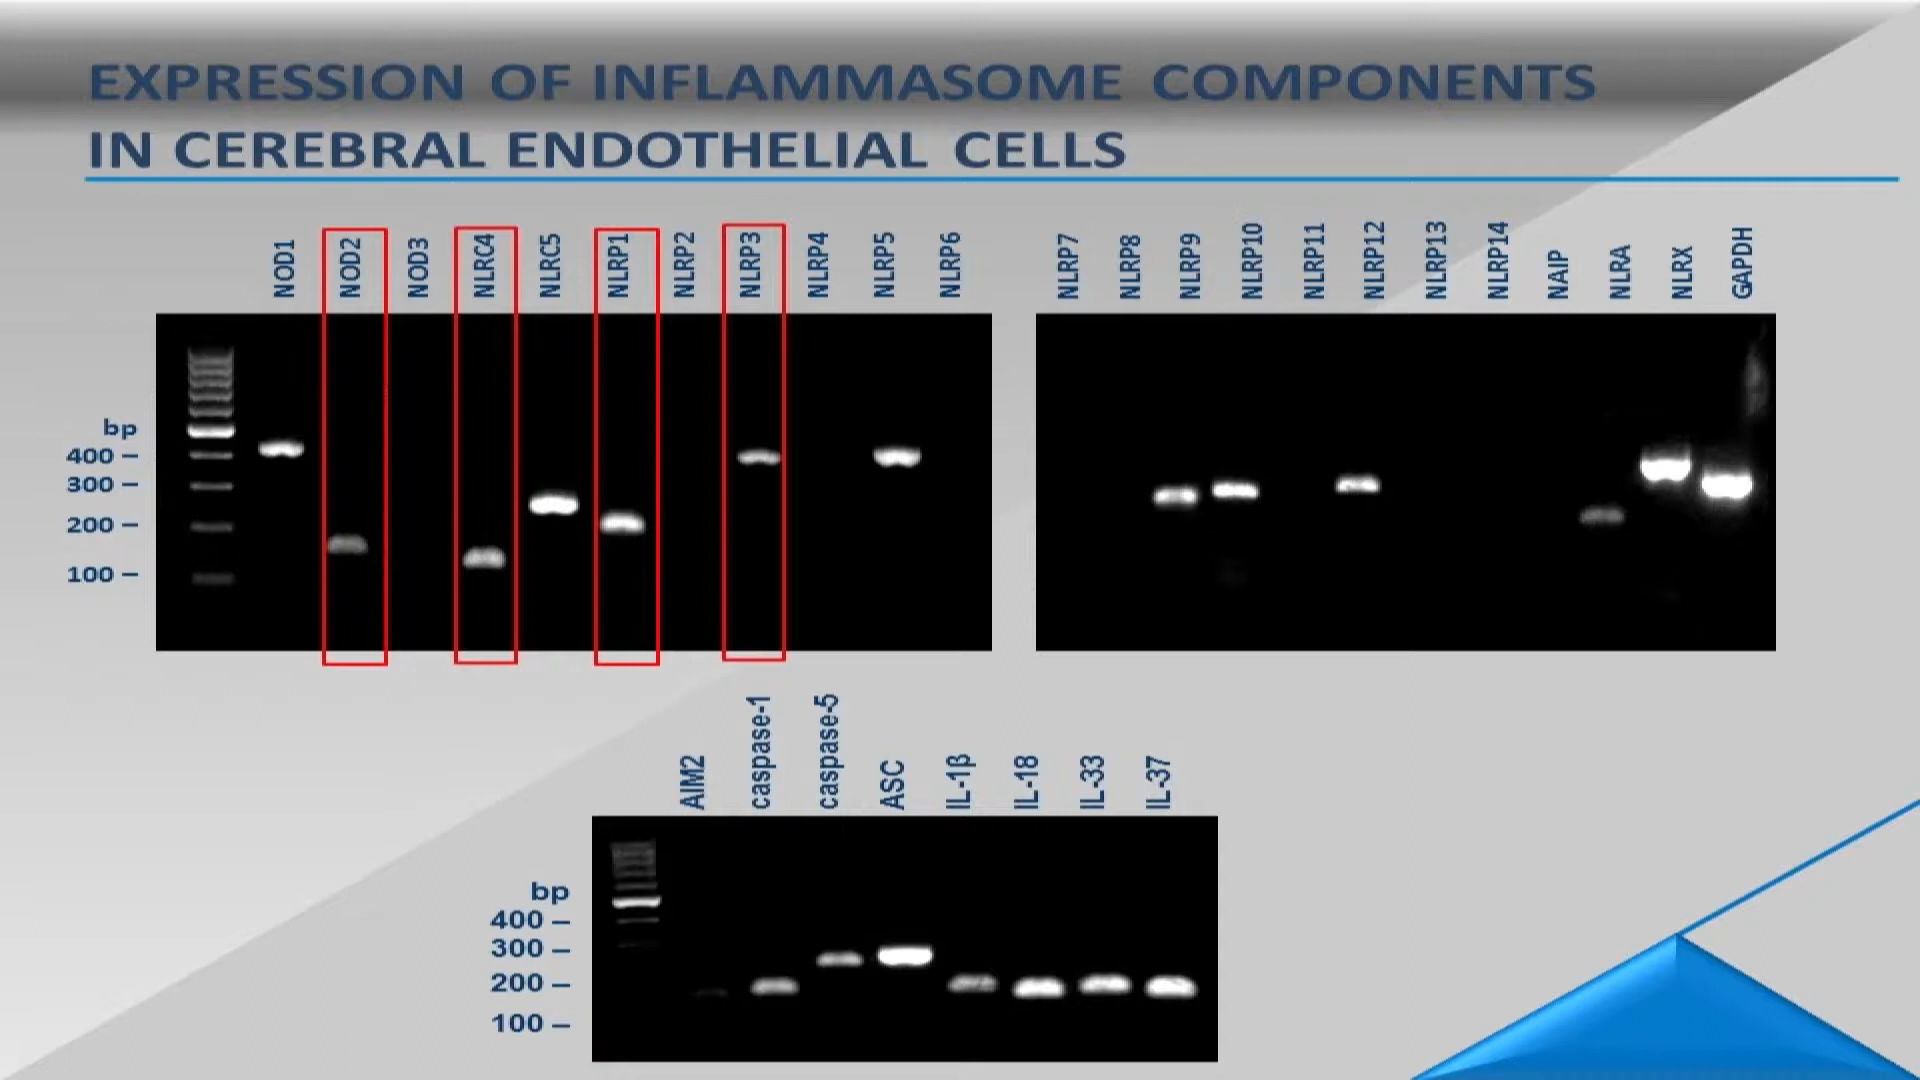 EXPRESSION OF INFLAMMASOME COMPONENTS
IN CEREBRAL ENDOTHELIAL CELLS
NOD1
NOD2
NOD3
NLRC4
NLRC5
NLRP1
NLRP2
NLRP3
NLRP4
NLRP5
NLRP6
NLRP7
NLRP8
NLRP9
NLRP10
NLRP11
NLRP12
NLRP13
NLRP14
NAIP
NLRA
NLRX
GAPDH
bp
400 –
300 –
200 –
100 –
AIM2
caspase-1
caspase-5
ASC
IL-1β
IL-18
IL-33
IL-37
bp
400 –
300 –
200 –
100 –